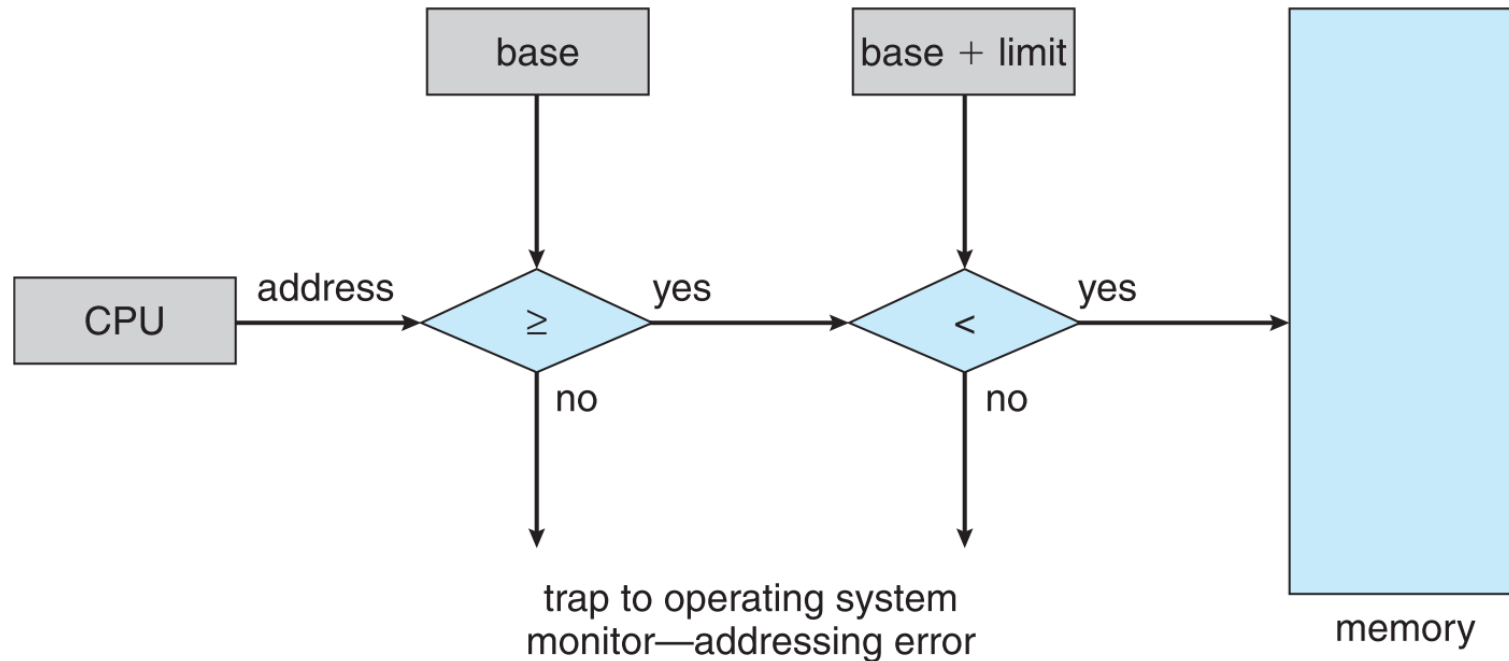 base
base + limit
CPU
address
≥
yes
<
yes
no
no
trap to operating system
monitor—addressing error
memory